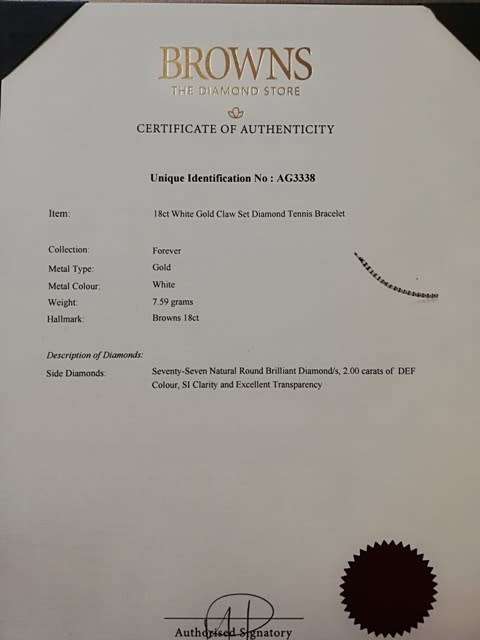 BROWNS
THE DIAMOND STORE
CERTIFICATE OF AUTHENTICITY
Unique Identification No : AG3338
Item: 18ct White Gold Claw Set Diamond Tennis Bracelet
Collection: Forever
Metal Type: Gold
Metal Colour: White
Weight: 7.59 grams
Hallmark: Browns 18ct
Description of Diamonds:
Side Diamonds: Seventy-Seven Natural Round Brilliant Diamond/s, 2.00 carats of DEF
Colour, SI Clarity and Excellent Transparency
Authorised Signatory